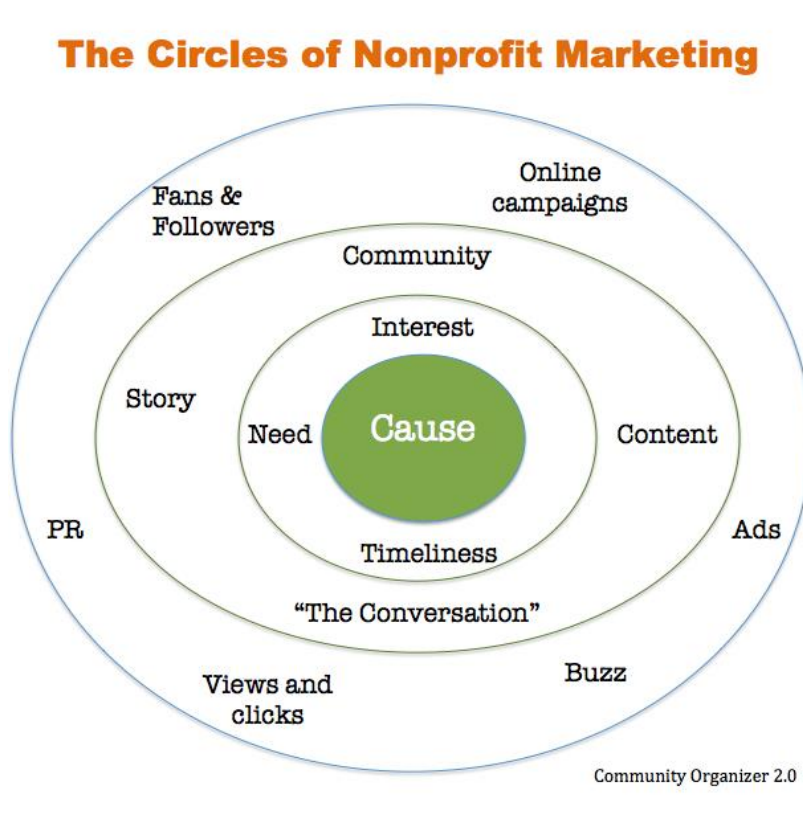 The Circles of Nonprofit Marketing
Online
campaigns
Fans &
Followers
Community
Interest
Story
Need
Cause
Content
PR
Ads
Timeliness
“The Conversation”
Views and
clicks
Buzz
Community Organizer 2.0